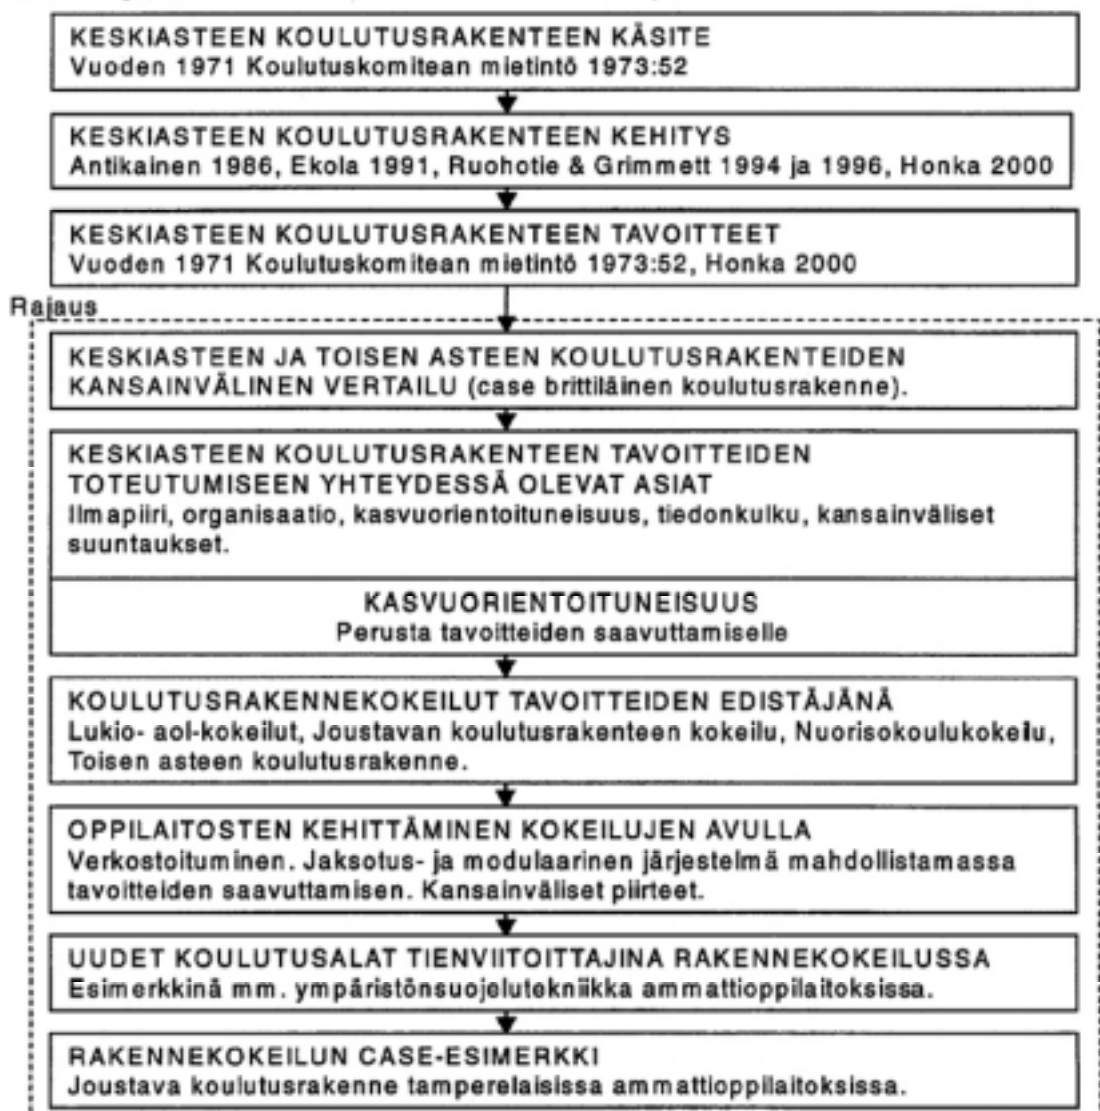 KESKIASTEEN KOULUTUSRAKENTEEN KÄSITE
Vuoden 1971 Koulutuskomitean mietintö 1973:52
KESKIASTEEN KOULUTUSRAKENTEEN KEHITYS
Antikainen 1986, Ekola 1991, Ruohotie & Grimmett 1994 ja 1996, Honka 2000
KESKIASTEEN KOULUTUSRAKENTEEN TAVOITTEET
Vuoden 1971 Koulutuskomitean mietintö 1973:52, Honka 2000
Rajaus
KESKIASTEEN JA TOISEN ASTEEN KOULUTUSRAKENTEIDEN
KANSAINVÄLINEN VERTAILU (case brittiläinen koulutusrakenne).
KESKIASTEEN KOULUTUSRAKENTEEN TAVOITTEIDEN
TOTEUTUMISEEN YHTEYDESSÄ OLEVAT ASIAT
Ilmapiiri, organisaatio, kasvuorientoituneisuus, tiedonkulku, kansainväliset
suuntaukset.
KASVUORIENTOITUNEISUUS
Perusta tavoitteiden saavuttamiselle
KOULUTUSRAKENNEKOKEILUT TAVOITTEIDEN EDISTÄJÄNÄ
Lukio- aol-kokeilut, Joustavan koulutusrakenteen kokeilu, Nuorisokoulukokeilu,
Toisen asteen koulutusrakenne.
OPPILAITOSTEN KEHITTÄMINEN KOKEILUJEN AVULLA
Verkostoituminen. Jaksotus- ja modulaarinen järjestelmä mahdollistamassa
tavoitteiden saavuttamisen. Kansainväliset piirteet.
UUDET KOULUTUSALAT TIENVIITOITTAJINA RAKENNEKOKEILUSSA
Esimerkkinä mm. ympäristönsuojelutekniikka ammattioppilaitoksissa.
RAKENNEKOKEILUN CASE-ESIMERKKI
Joustava koulutusrakenne tamperelaisissa ammattioppilaitoksissa.